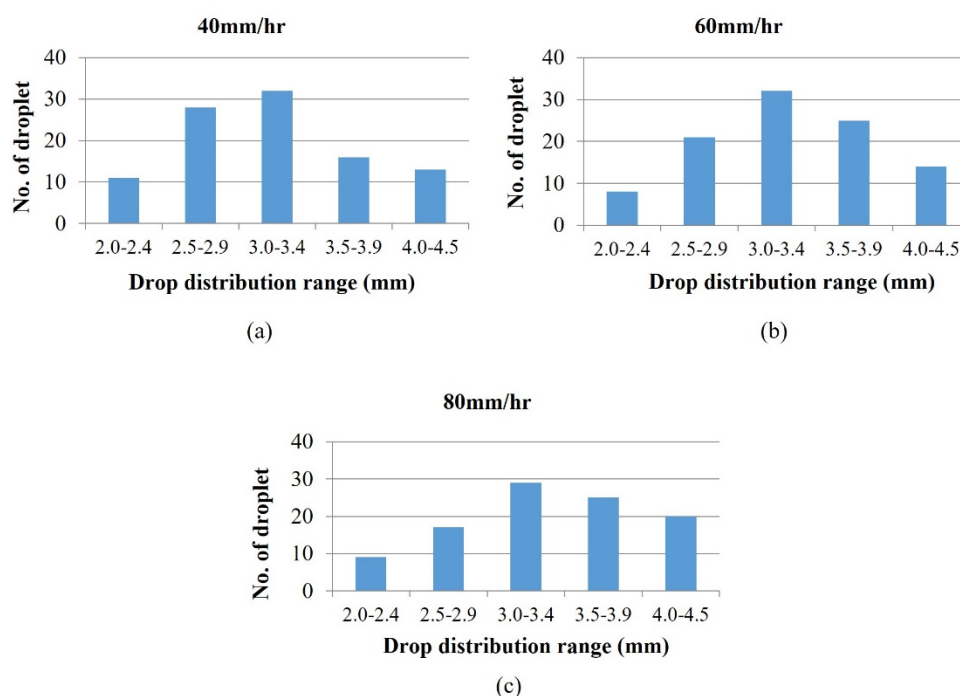 40mm/hr
40
30
20
10
0
No. of droplet
2.0-2.4 2.5-2.9 3.0-3.4 3.5-3.9 4.0-4.5
Drop distribution range (mm)
(a)
60mm/hr
40
30
20
10
0
No. of droplet
2.0-2.4 2.5-2.9 3.0-3.4 3.5-3.9 4.0-4.5
Drop distribution range (mm)
(b)
80mm/hr
40
30
20
10
0
No. of droplet
2.0-2.4 2.5-2.9 3.0-3.4 3.5-3.9 4.0-4.5
Drop distribution range (mm)
(c)